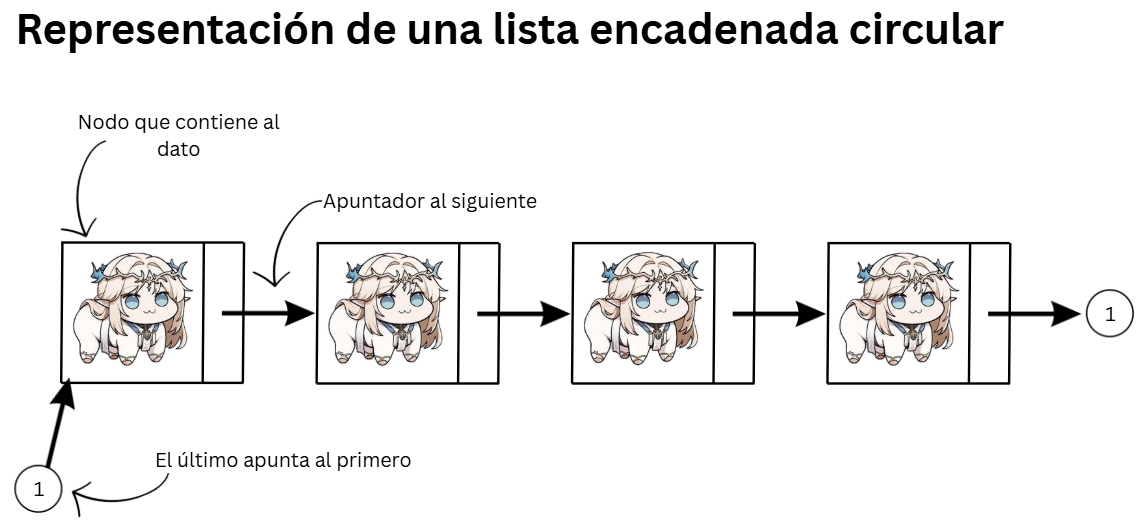 Representación de una lista encadenada circular
Nodo que contiene al
dato
Apuntador al siguiente
1
El último apunta al primero
1